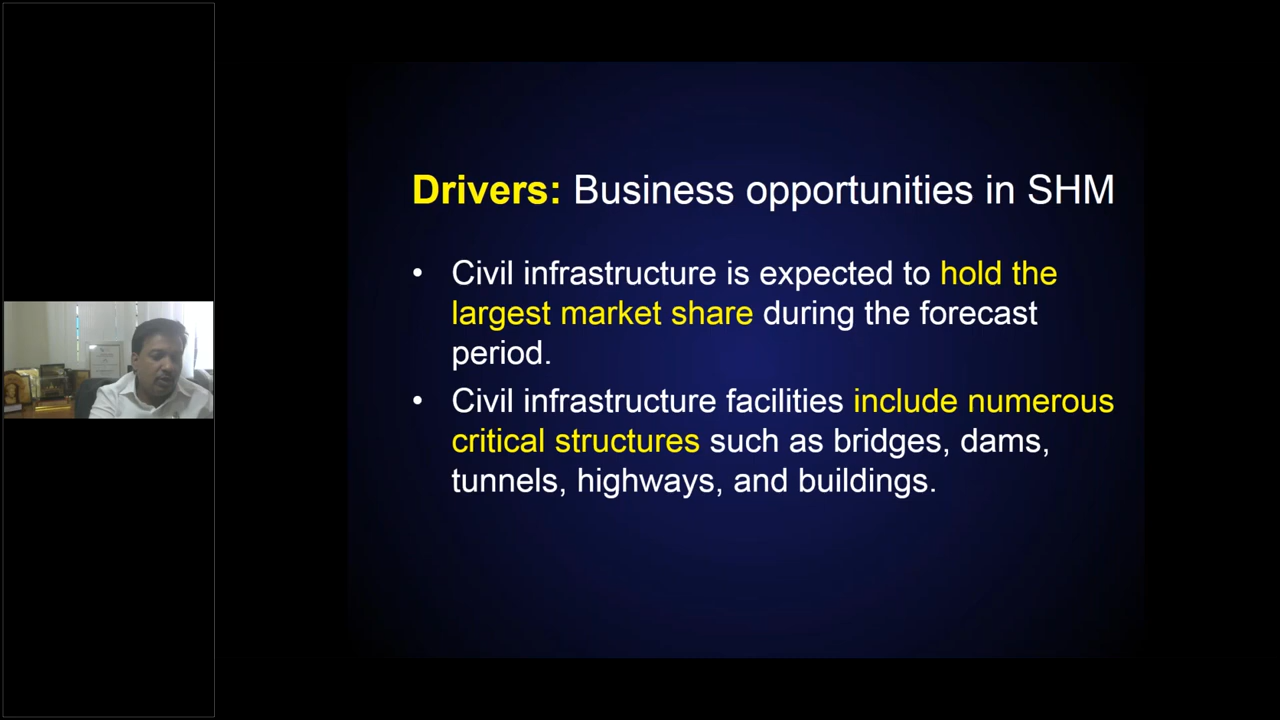 Drivers: Business opportunities in SHM
• Civil infrastructure is expected to hold the
largest market share during the forecast
period.
• Civil infrastructure facilities include numerous
critical structures such as bridges, dams,
tunnels, highways, and buildings.